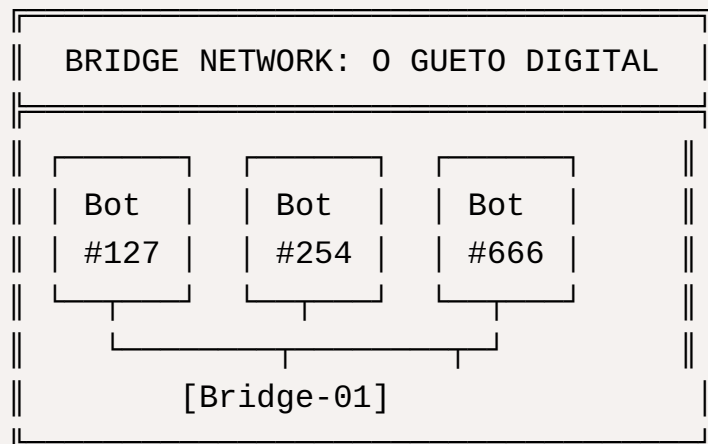 BRIDGE NETWORK: O GUETO DIGITAL
Bot Bot Bot
#127 #254 #666
[Bridge-01]